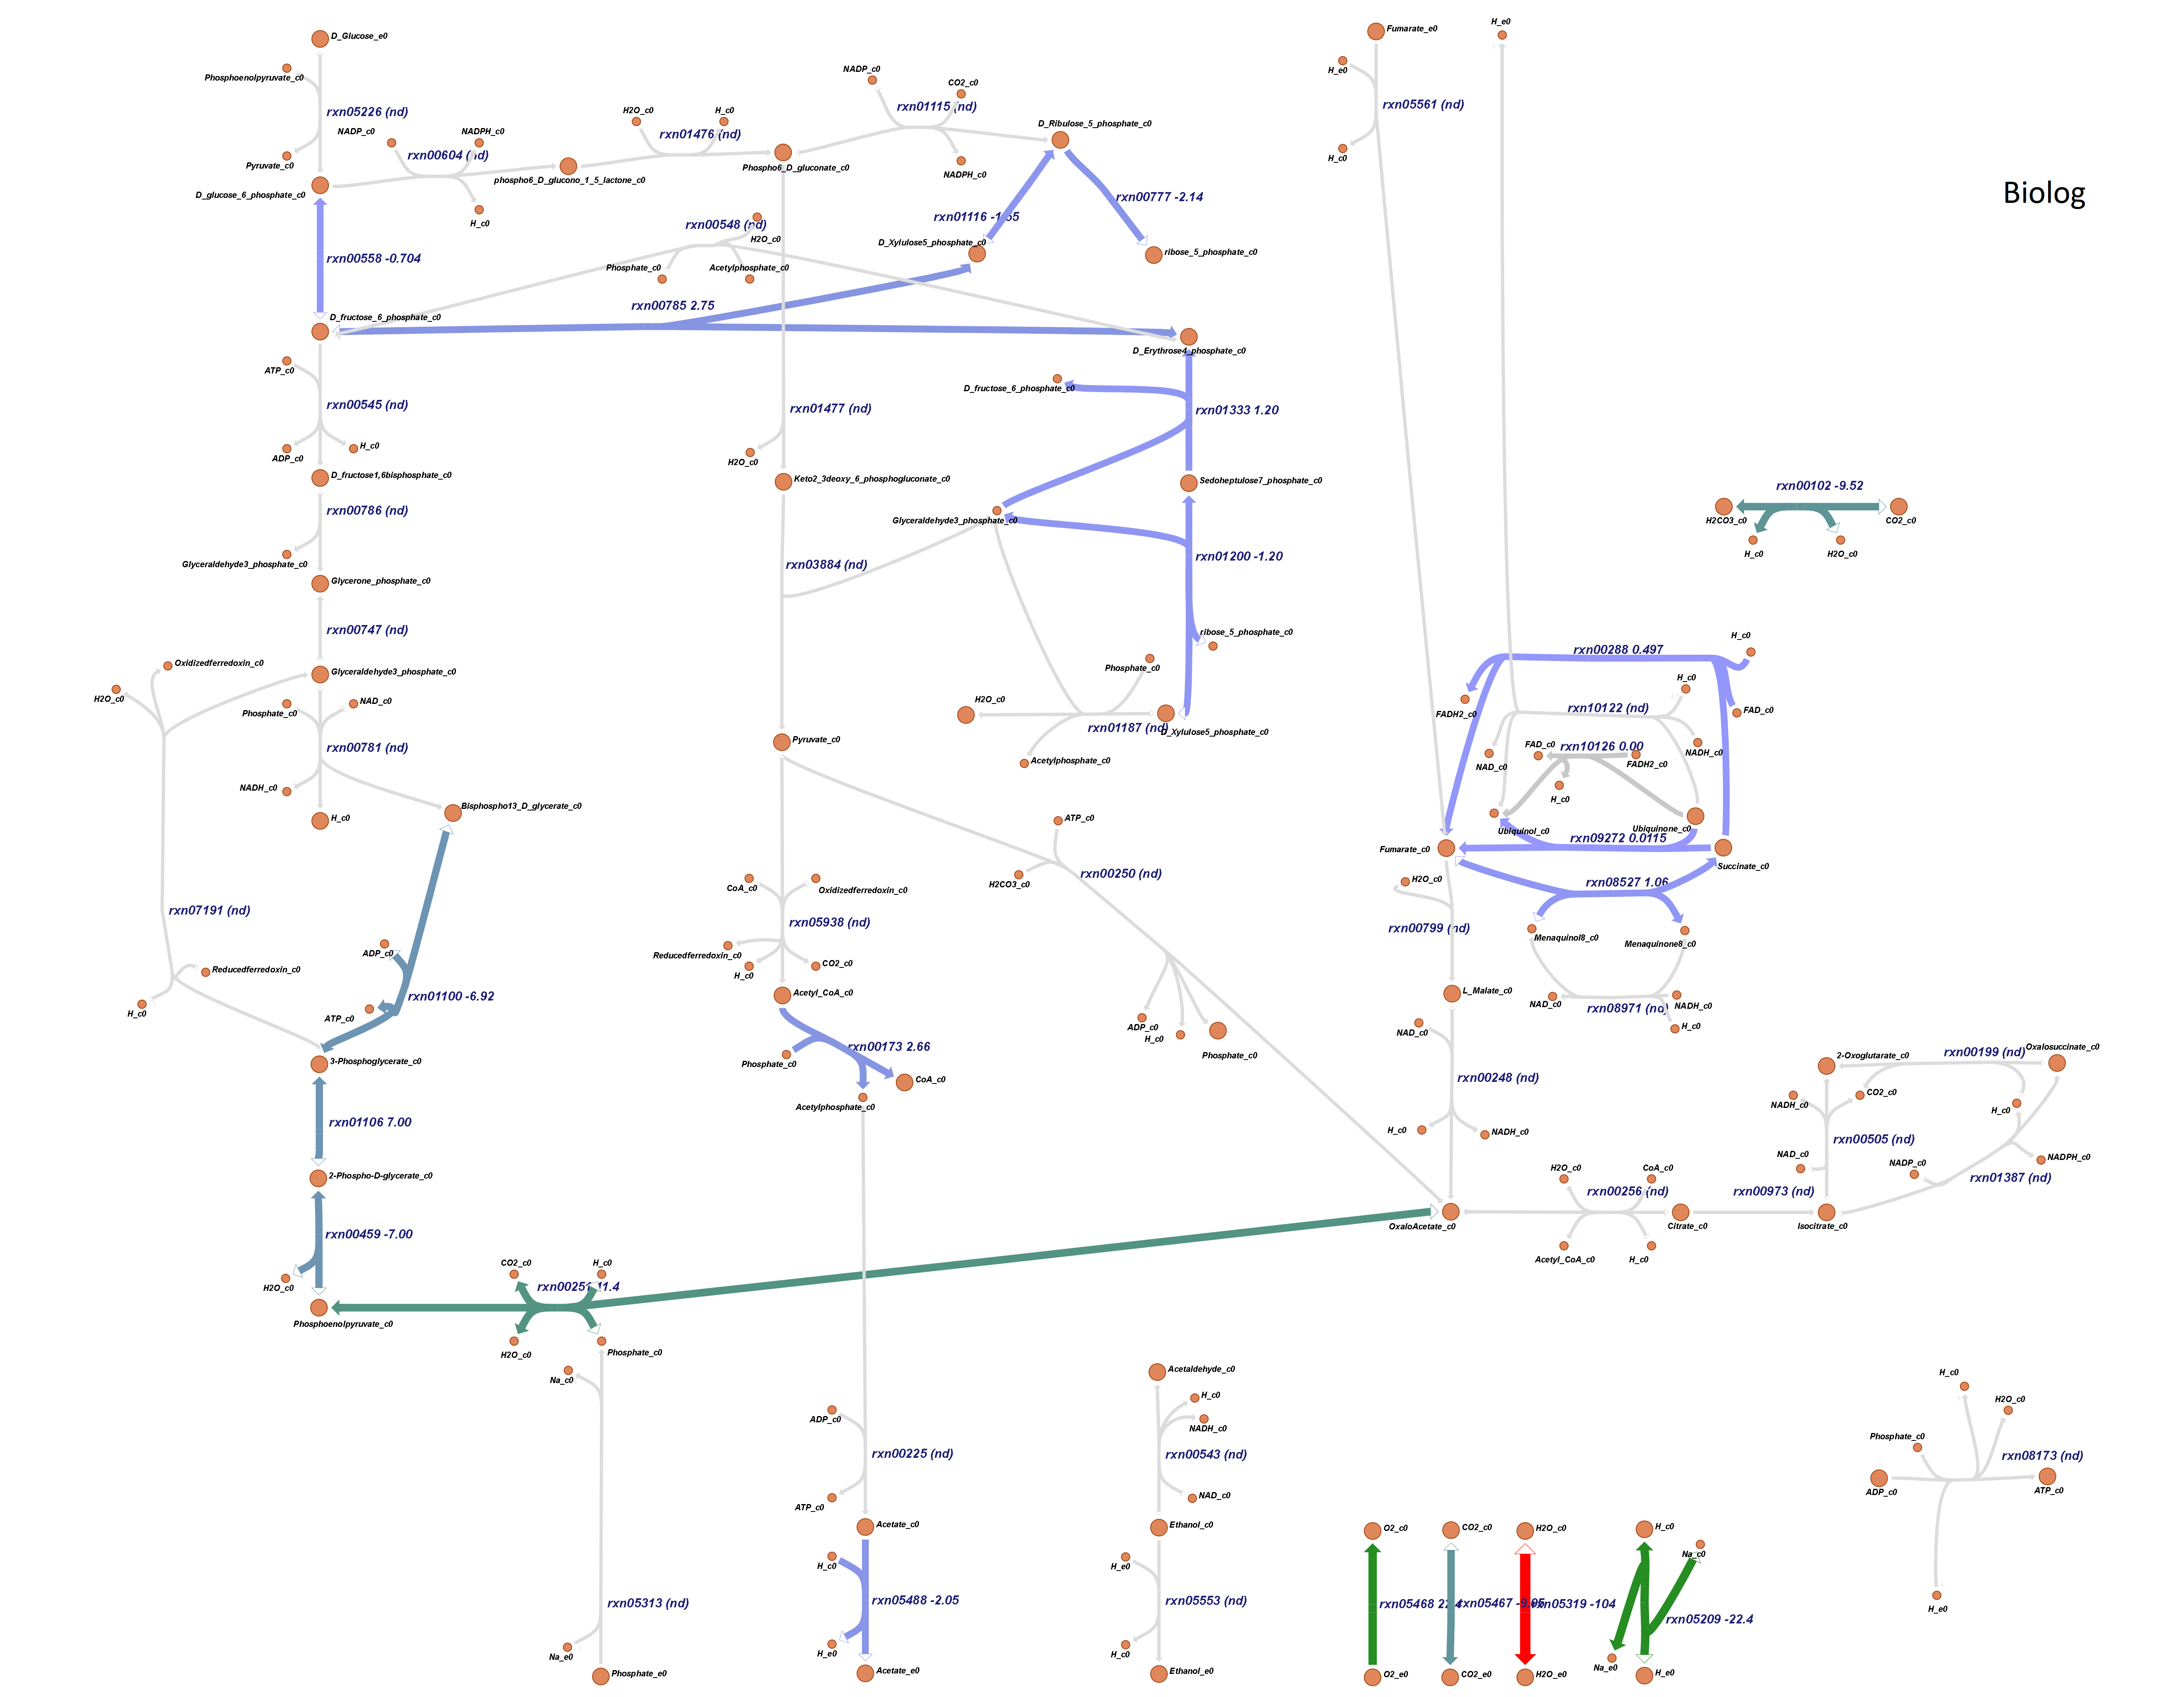 D_Glucose_e0
Phosphoenolpyruvate_c0
rxn05226 (nd)
Pyruvate_c0
D_glucose_6_phosphate_c0
NADP_c0
NADPH_c0
rxn00604 (nd)
H_c0
phospho6_D_glucono_1_5_lactone_c0
H2O_c0
H_c0
rxn01476 (nd)
Phospho6_D_gluconate_c0
NADP_c0
CO2_c0
rxn01115 (nd)
NADPH_c0
D_Ribulose_5_phosphate_c0
rxn00777 -2.14
rxn01116 -1.55
D_Xylulose5_phosphate_c0
ribose_5_phosphate_c0
rxn00548 (nd)
H2O_c0
Phosphate_c0
Acetylphosphate_c0
rxn00558 -0.704
rxn00785 2.75
D_fructose_6_phosphate_c0
D_Erythrose4_phosphate_c0
ATP_c0
rxn00545 (nd)
ADP_c0
H_c0
D_fructose1,6bisphosphate_c0
rxn00786 (nd)
Glyceraldehyde3_phosphate_c0
Glycerone_phosphate_c0
rxn00747 (nd)
Oxidizedferredoxin_c0
H2O_c0
Glyceraldehyde3_phosphate_c0
Phosphate_c0
NAD_c0
rxn00781 (nd)
NADH_c0
H_c0
Bisphospho13_D_glycerate_c0
rxn07191 (nd)
Reducedferredoxin_c0
H_c0
ADP_c0
rxn01100 -6.92
ATP_c0
3-Phosphoglycerate_c0
rxn01106 7.00
2-Phospho-D-glycerate_c0
rxn00459 -7.00
H2O_c0
Phosphoenolpyruvate_c0
CO2_c0
H_c0
rxn00251 11.4
H2O_c0
Phosphate_c0
Na_c0
rxn05313 (nd)
Na_e0
Phosphate_e0
rxn01477 (nd)
H2O_c0
Keto2_3deoxy_6_phosphogluconate_c0
rxn03884 (nd)
Pyruvate_c0
D_fructose_6_phosphate_c0
rxn01333 1.20
Sedoheptulose7_phosphate_c0
Glyceraldehyde3_phosphate_c0
rxn01200 -1.20
ribose_5_phosphate_c0
Phosphate_c0
H2O_c0
rxn01187 (nd)
D_Xylulose5_phosphate_c0
Acetylphosphate_c0
ATP_c0
H2CO3_c0
rxn00250 (nd)
ADP_c0
H_c0
Phosphate_c0
CoA_c0
Oxidizedferredoxin_c0
rxn05938 (nd)
Reducedferredoxin_c0
H_c0
CO2_c0
Acetyl_CoA_c0
rxn00173 2.66
Phosphate_c0
CoA_c0
Acetylphosphate_c0
ADP_c0
rxn00225 (nd)
ATP_c0
Acetate_c0
H_c0
rxn05488 -2.05
H_e0
Acetate_e0
Acetaldehyde_c0
H_c0
NADH_c0
rxn00543 (nd)
NAD_c0
Ethanol_c0
H_e0
rxn05553 (nd)
H_c0
Ethanol_e0
Fumarate_e0
H_e0
H_e0
rxn05561 (nd)
H_c0
Biolog
rxn00102 -9.52
H2CO3_c0
CO2_c0
H_c0
H2O_c0
H_c0
rxn00288 0.497
FADH2_c0
FAD_c0
H_c0
rxn10122 (nd)
NAD_c0
NADH_c0
FAD_c0
rxn10126 0.00
FADH2_c0
H_c0
Ubiquinol_c0
Ubiquinone_c0
rxn09272 0.0115
Fumarate_c0
Succinate_c0
rxn08527 1.06
H2O_c0
rxn00799 (nd)
Menaquinol8_c0
Menaquinone8_c0
NAD_c0
NADH_c0
rxn08971 (nd)
H_c0
L_Malate_c0
NAD_c0
rxn00248 (nd)
H_c0
NADH_c0
OxaloAcetate_c0
H2O_c0
CoA_c0
rxn00256 (nd)
Acetyl_CoA_c0
H_c0
Citrate_c0
rxn00973 (nd)
Isocitrate_c0
2-Oxoglutarate_c0
rxn00199 (nd)
Oxalosuccinate_c0
NADH_c0
CO2_c0
H_c0
rxn00505 (nd)
NAD_c0
NADP_c0
NADPH_c0
rxn01387 (nd)
O2_c0
CO2_c0
H2O_c0
H_c0
Na_c0
rxn05468 22.4
rxn05467 -9.05
rxn05319 -104
rxn05209 -22.4
O2_e0
CO2_e0
H2O_e0
Na_e0
H_e0
H_c0
H2O_c0
Phosphate_c0
rxn08173 (nd)
ADP_c0
ATP_c0
H_e0